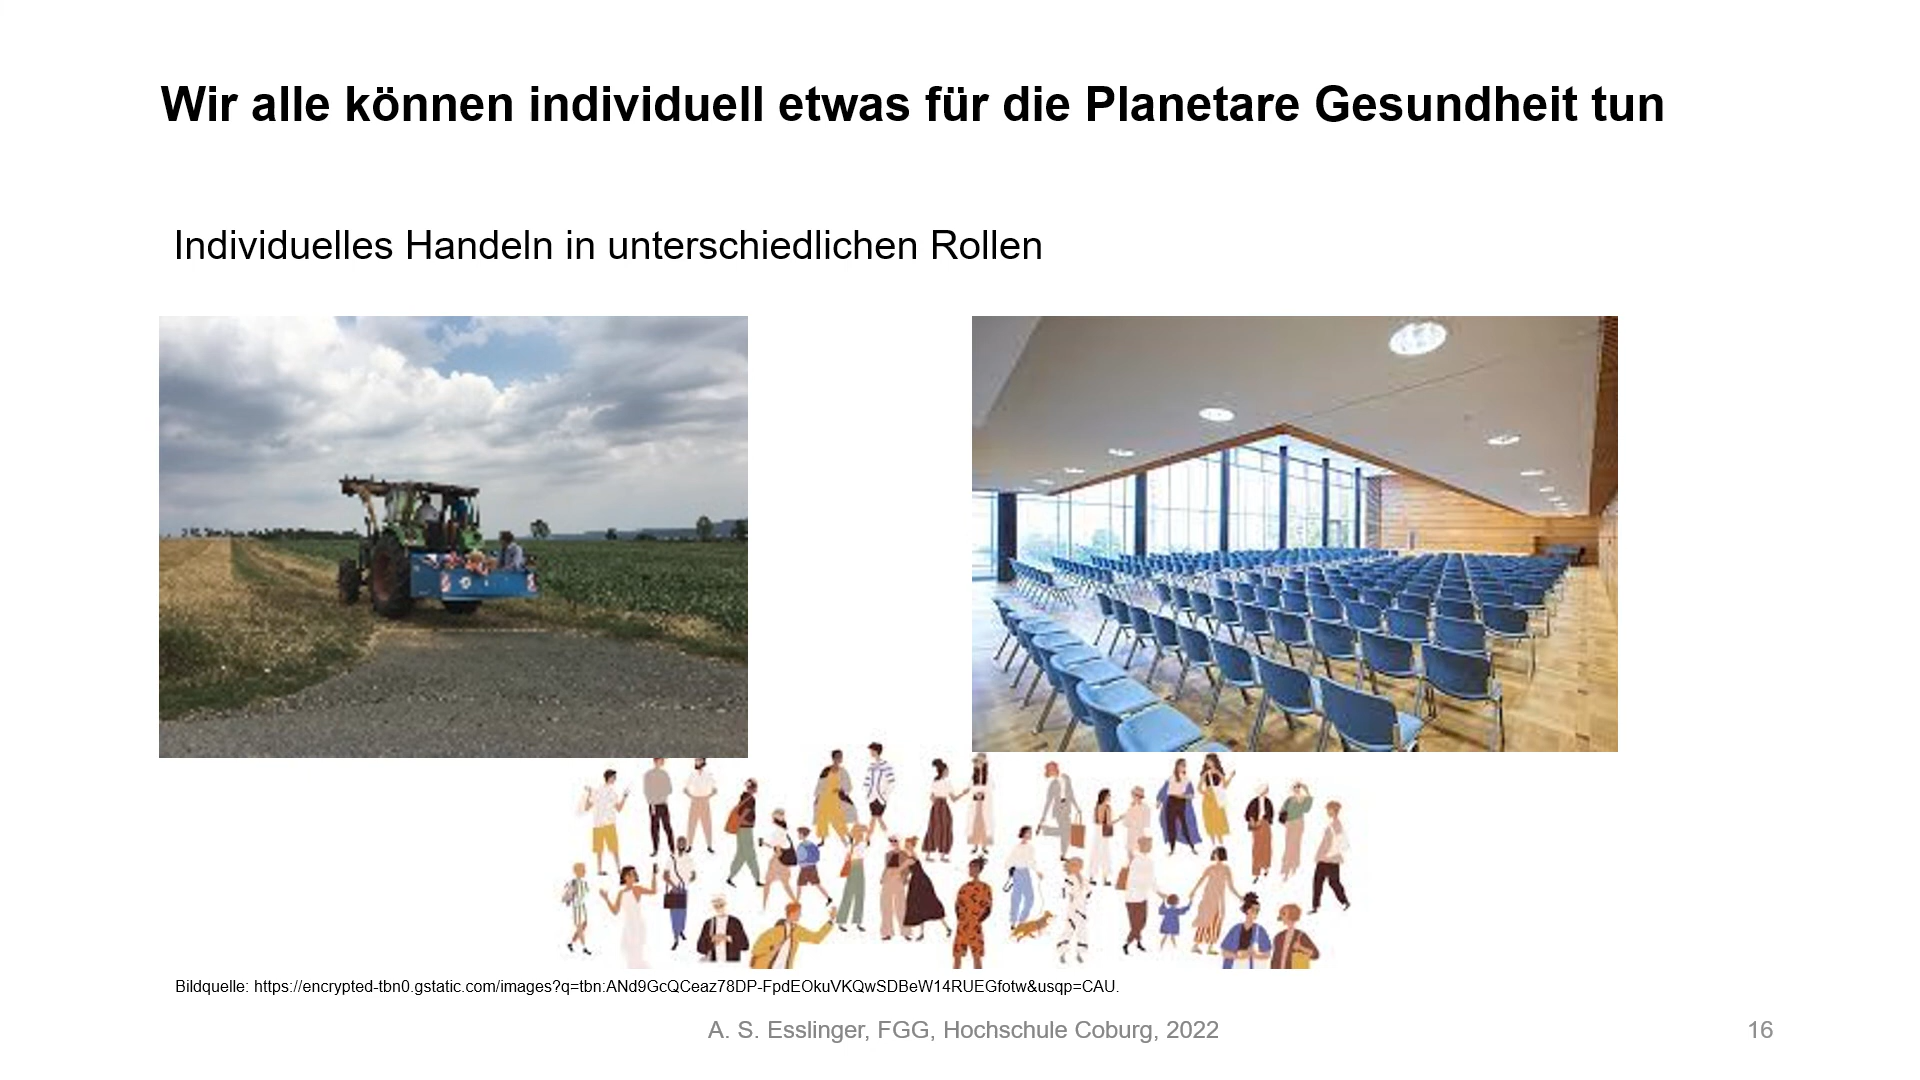 Wir alle können individuell etwas für die Planetare Gesundheit tun
Individuelles Handeln in unterschiedlichen Rollen
Bildquelle: https://encrypted-tbn0.gstatic.com/images?q=tbn:ANd9GcQCeaz78DP-FpdEOkuVKQwSDBeW14RUEGfotw&usqp=CAU.
A. S. Esslinger, FGG, Hochschule Coburg, 2022
16